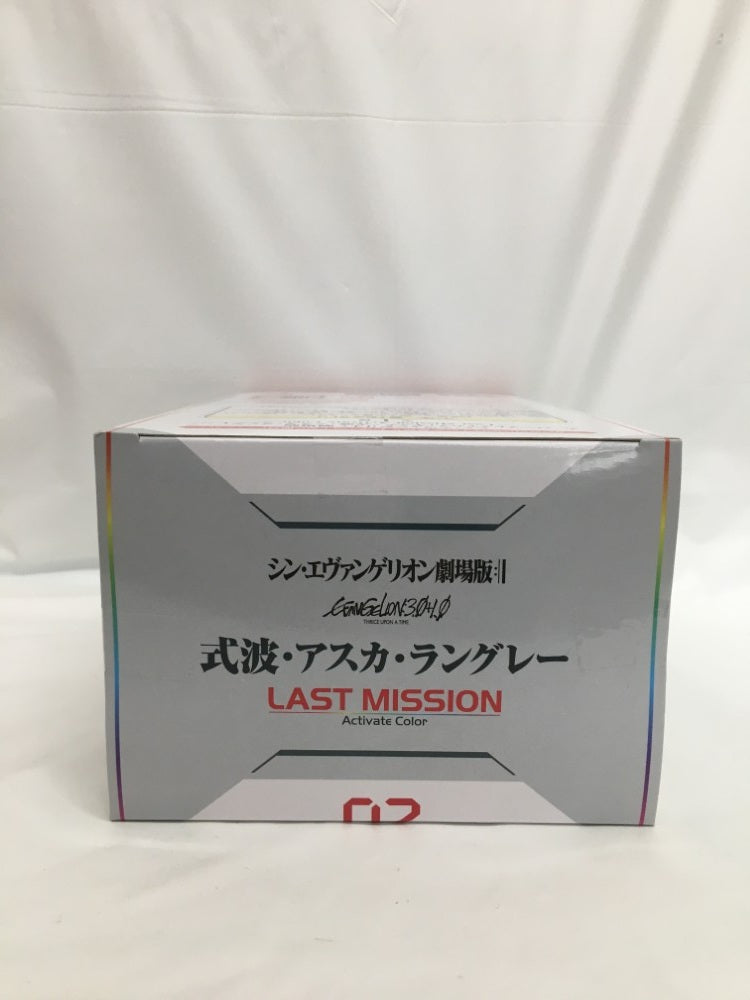 シン・エヴァンゲリオン劇場版:||
EVANGELION:3.0+1.0
THRICE UPON A TIME
式波・アスカ・ラングレー
LAST MISSION
Activate Color
02